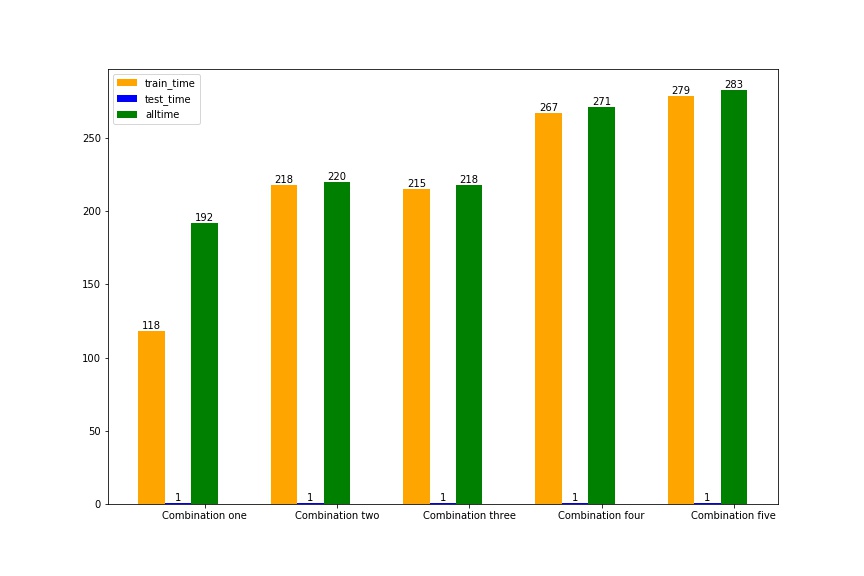 train_time
test_time
alltime
250
200
150
100
50
0
118
1
192
218
1
220
215
1
218
267
1
271
279
1
283
Combination one
Combination two
Combination three
Combination four
Combination five